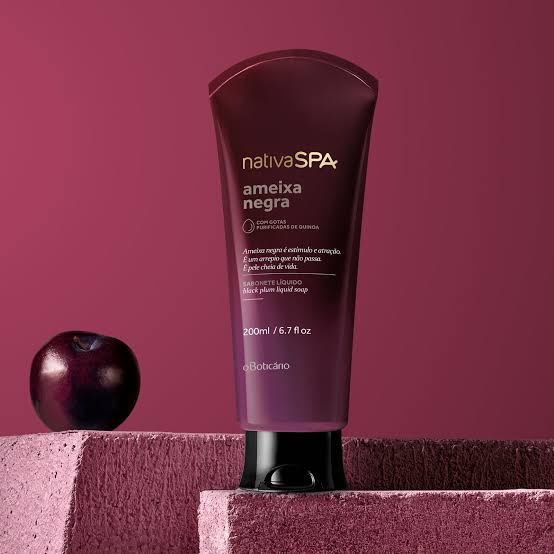 nativaSPA
ameixa
negra
COM GOTAS
PURIFICADAS DE QUINOA
Ameixa negra é estímulo e atração.
É um arrepio que não passa.
É pele cheia de vida.
SABONETE LÍQUIDO
black plum liquid soap
200ml / 6.7 fl oz
o Boticário